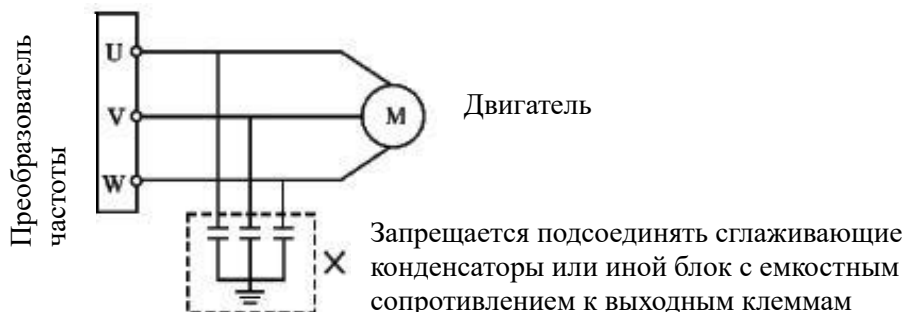 Преобразователь
частоты
U
V
W
M
Двигатель
Запрещается подсоединять сглаживающие
конденсаторы или иной блок с емкостным
сопротивлением к выходным клеммам